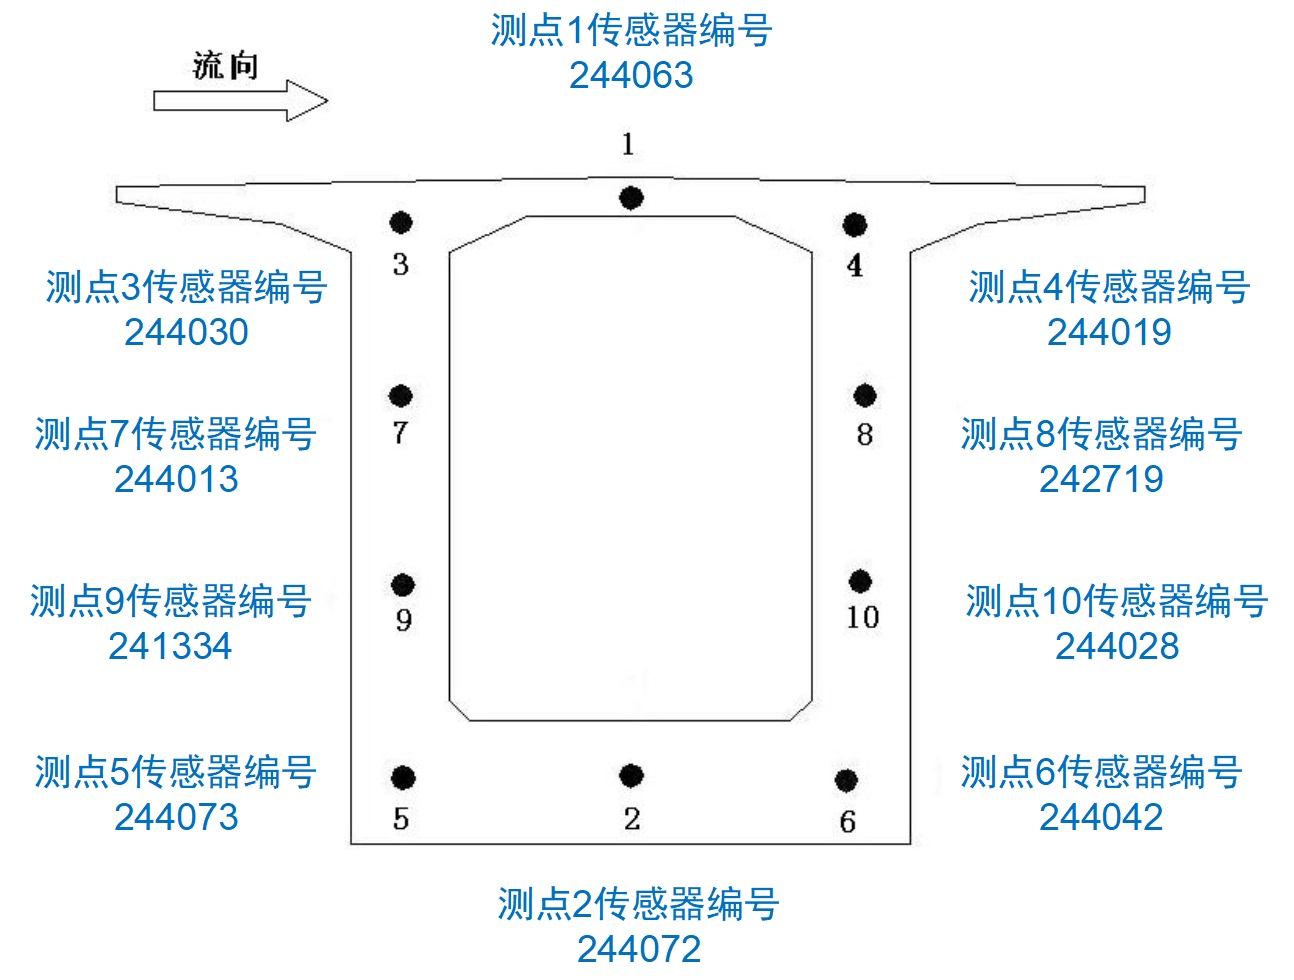 测点1传感器编号
244063
流向
1
3
4
测点3传感器编号
244030
测点4传感器编号
244019
7
8
测点7传感器编号
244013
测点8传感器编号
242719
9
10
测点9传感器编号
241334
测点10传感器编号
244028
测点5传感器编号
244073
测点6传感器编号
244042
5
2
6
测点2传感器编号
244072